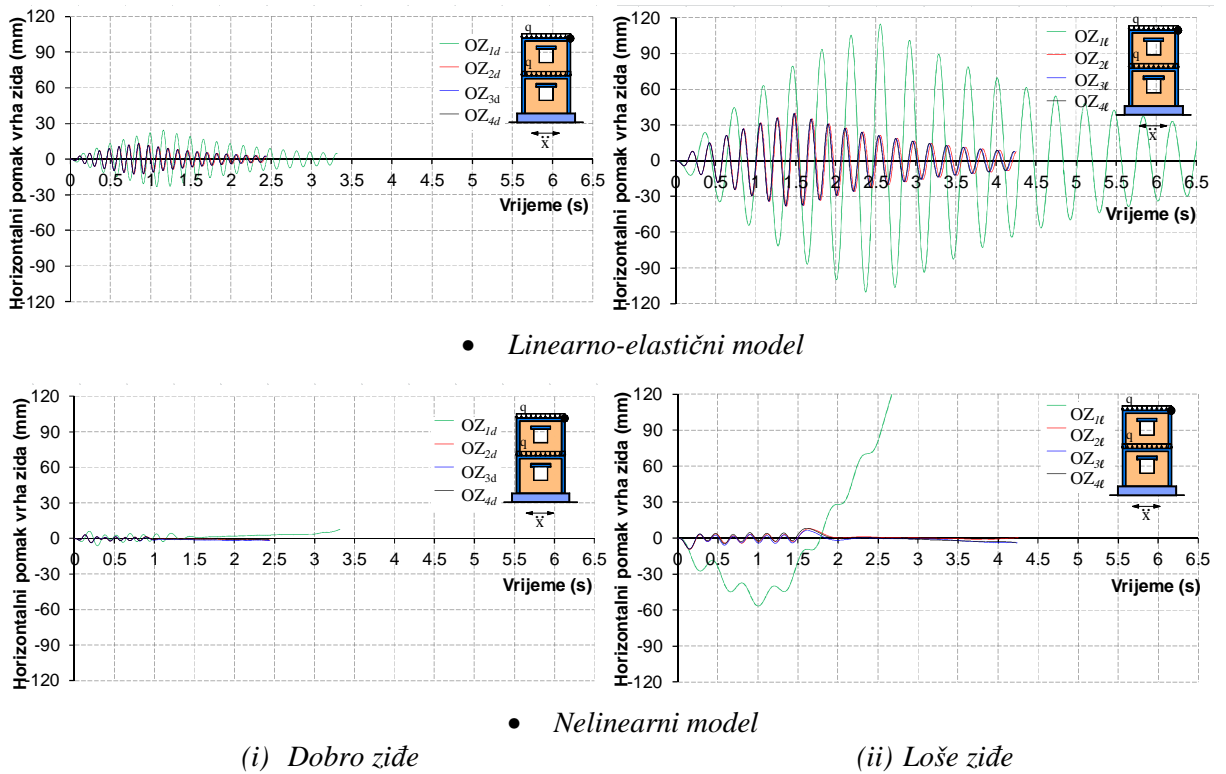 Horizontalni pomak vrha zida (mm)
120
90
60
30
0
-30
-60
-90
-120
0 0.5 1 1.5 2 2.5 3 3.5 4 4.5 5 5.5 6 6.5
Vrijeme (s)
OZ1d
OZ2d
OZ3d
OZ4d
q
q
ẍ
Horizontalni pomak vrha zida (mm)
120
90
60
30
0
-30
-60
-90
-120
0 0.5 1 1.5 2 2.5 3 3.5 4 4.5 5 5.5 6 6.5
Vrijeme (s)
OZ1ℓ
OZ2ℓ
OZ3ℓ
OZ4ℓ
q
q
ẍ
• Linearno-elastični model
Horizontalni pomak vrha zida (mm)
120
90
60
30
0
-30
-60
-90
-120
0 0.5 1 1.5 2 2.5 3 3.5 4 4.5 5 5.5 6 6.5
Vrijeme (s)
OZ1d
OZ2d
OZ3d
OZ4d
q
q
ẍ
Horizontalni pomak vrha zida (mm)
120
90
60
30
0
-30
-60
-90
-120
0 0.5 1 1.5 2 2.5 3 3.5 4 4.5 5 5.5 6 6.5
Vrijeme (s)
OZ1ℓ
OZ2ℓ
OZ3ℓ
OZ4ℓ
q
q
ẍ
• Nelinearni model
(i) Dobro ziđe
(ii) Loše ziđe